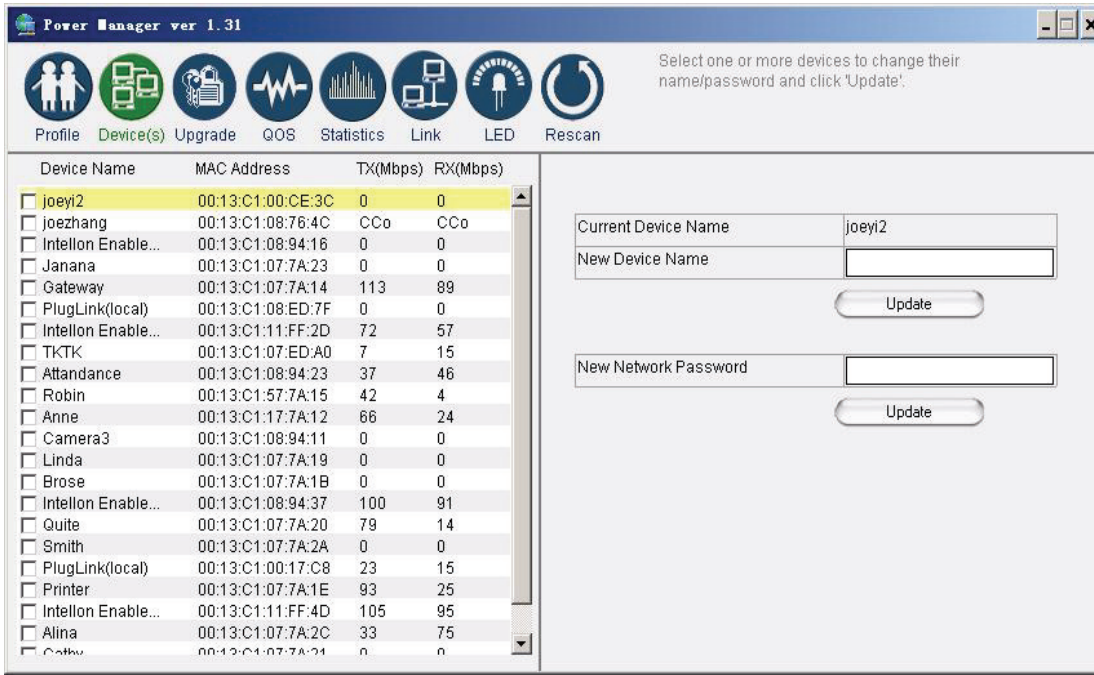 Power Manager ver 1.31
Select one or more devices to change their
name/password and click 'Update'.
Profile Device(s) Upgrade QOS Statistics Link LED Rescan
Device Name MAC Address TX(Mbps) RX(Mbps)
joeyi2 00:13:C1:00:CE:3C 0 0
joezhang 00:13:C1:08:76:4C CCo CCo
Intellon Enable... 00:13:C1:08:94:16 0 0
Janana 00:13:C1:07:7A:23 0 0
Gateway 00:13:C1:07:7A:14 113 89
PlugLink(local) 00:13:C1:08:ED:7F 0 0
Intellon Enable... 00:13:C1:11:FF:2D 72 57
TKTK 00:13:C1:07:ED:A0 7 15
Attandance 00:13:C1:08:94:23 37 46
Robin 00:13:C1:57:7A:15 42 4
Anne 00:13:C1:17:7A:12 66 24
Camera3 00:13:C1:08:94:11 0 0
Linda 00:13:C1:07:7A:19 0 0
Brose 00:13:C1:07:7A:1B 0 0
Intellon Enable... 00:13:C1:08:94:37 100 91
Quite 00:13:C1:07:7A:20 79 14
Smith 00:13:C1:07:7A:2A 0 0
PlugLink(local) 00:13:C1:00:17:C8 23 15
Printer 00:13:C1:07:7A:1E 93 25
Intellon Enable... 00:13:C1:11:FF:4D 105 95
Alina 00:13:C1:07:7A:2C 33 75
Cathy 00:13:C1:07:7A:21 0 0
Current Device Name joeyi2
New Device Name
Update
New Network Password
Update